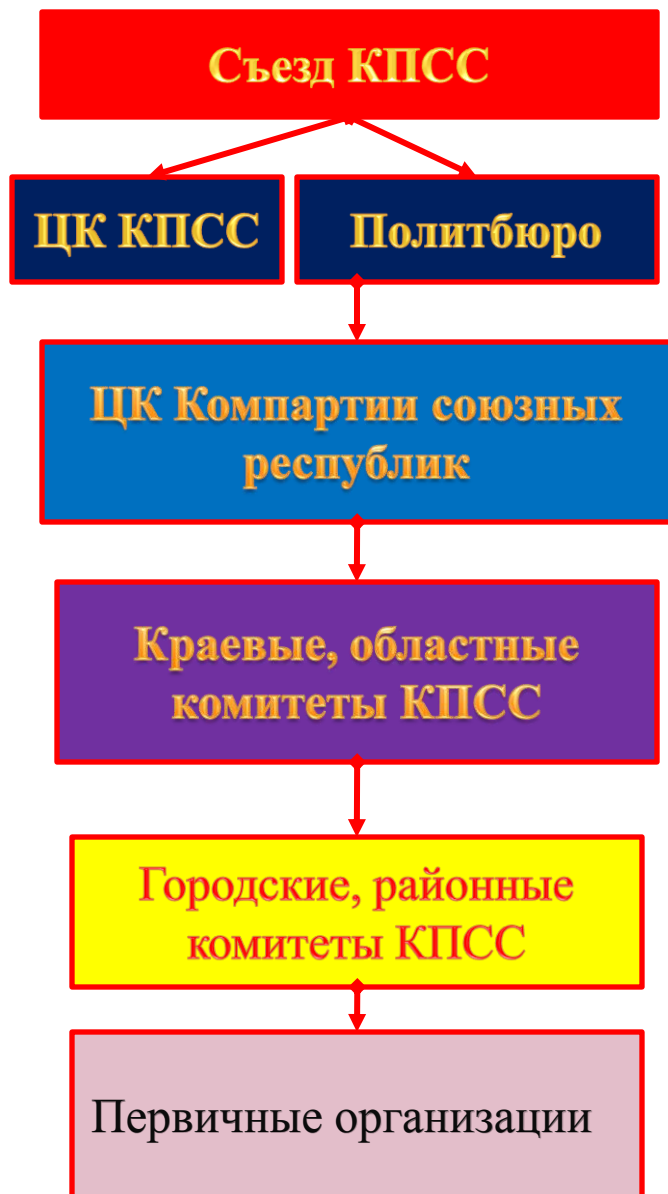 Съезд КПСС
ЦК КПСС
Политбюро
ЦК Компартии союзных
республик
Краевые, областные
комитеты КПСС
Городские, районные
комитеты КПСС
Первичные организации